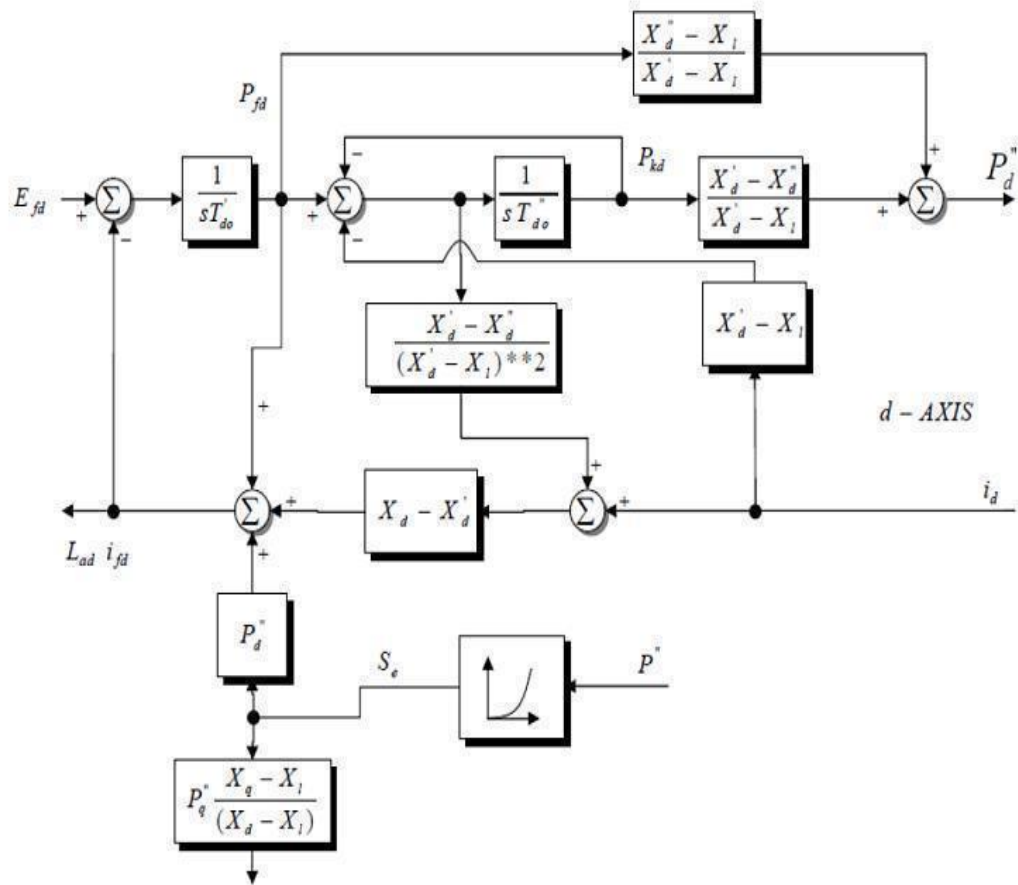 X"d - Xl
X'd - Xl
Pfd
Efd
+
Σ
−
1
sT'do
+
Σ
−
−
1
sT"do
Pkd
X'd - X"d
X'd - Xl
+
+
Σ
P"d
X'd - X"d
(X'd - Xl)**2
X'd - Xl
d - AXIS
+
+
Σ
+
Xd - X'd
+
Σ
+
id
Lad ifd
+
P"d
Se
P"
P"q Xq - Xl
(Xd - Xl)